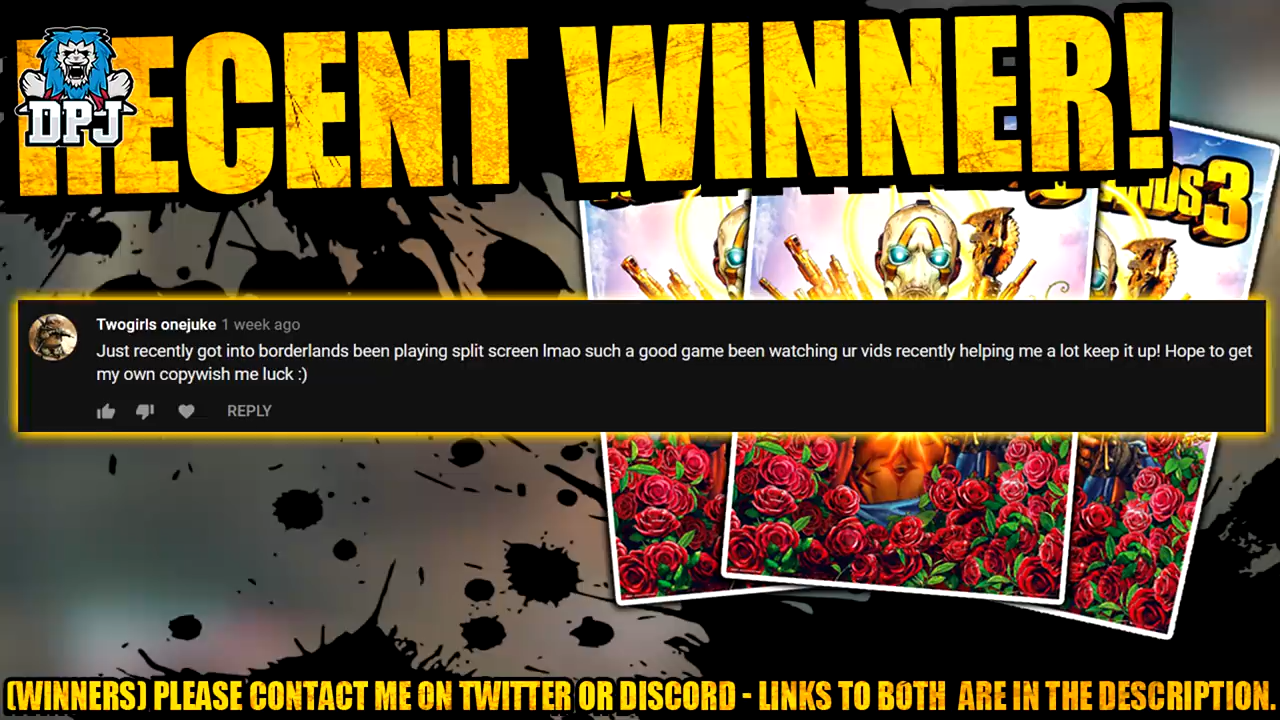 RECENT WINNER!
DPJ
ANDS 3
Twogirls onejuke 1 week ago
Just recently got into borderlands been playing split screen lmao such a good game been watching ur vids recently helping me a lot keep it up! Hope to get
my own copywish me luck :)
REPLY
(WINNERS) PLEASE CONTACT ME ON TWITTER OR DISCORD - LINKS TO BOTH ARE IN THE DESCRIPTION.